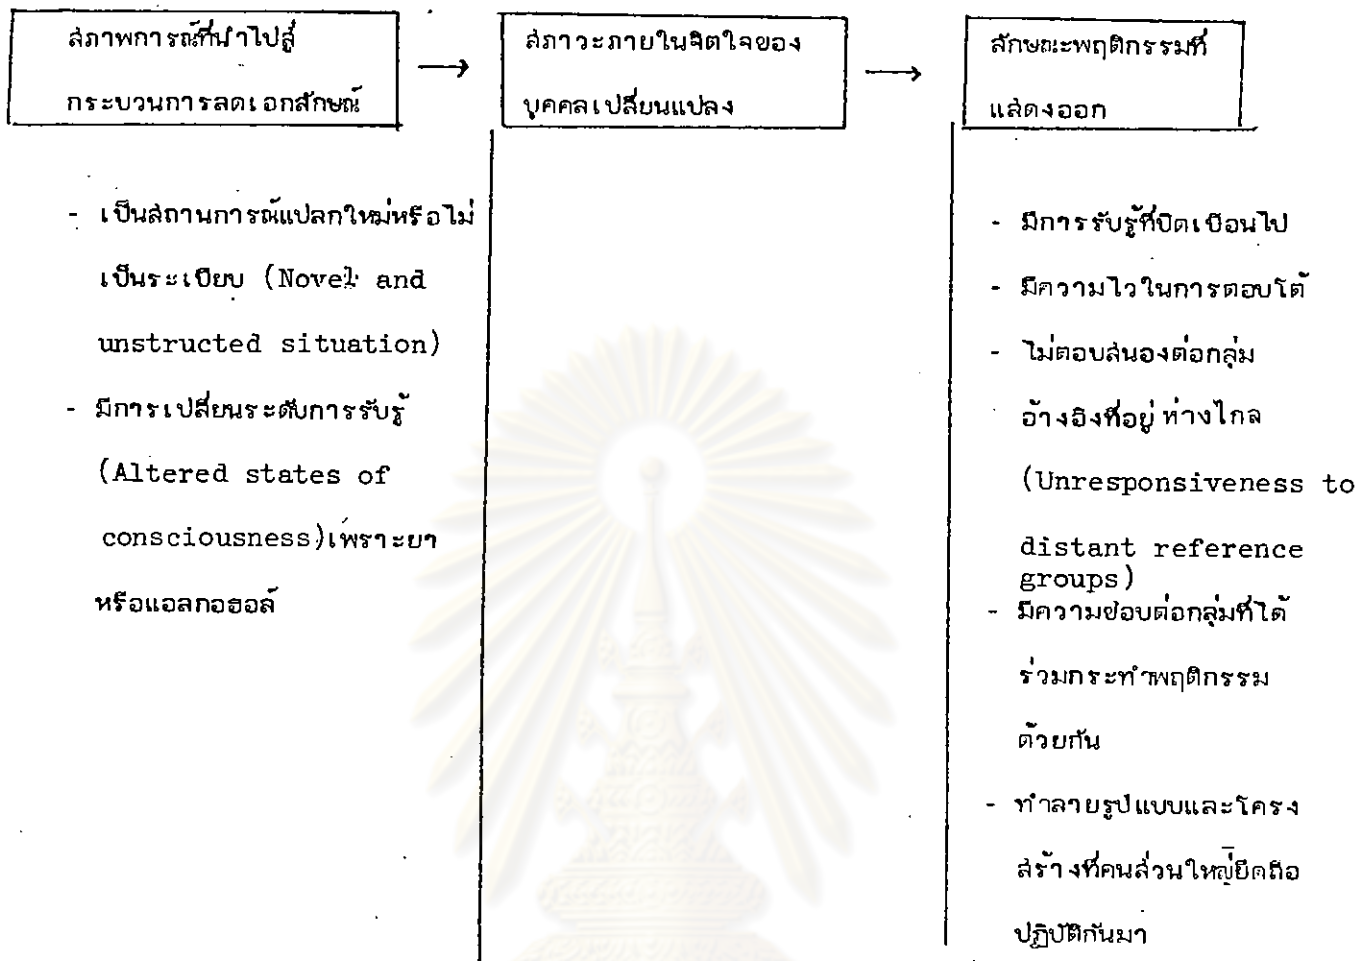 สภาพการณ์ที่นำไปสู่
กระบวนการลดเอกลักษณ์
→
สภาวะภายในจิตใจของ
บุคคลเปลี่ยนแปลง
→
ลักษณะพฤติกรรมที่
แสดงออก
- เป็นสถานการณ์แปลกใหม่หรือไม่
เป็นระเบียบ (Novel and
unstructed situation)
- มีการเปลี่ยนระดับการรับรู้
(Altered states of
consciousness)เพราะยา
หรือแอลกอฮอล์
- มีการรับรู้ที่บิดเบือนไป
- มีความไวในการตอบโต้
- ไม่ตอบสนองต่อกลุ่ม
อ้างอิงที่อยู่ห่างไกล
(Unresponsiveness to
distant reference
groups)
- มีความชอบต่อกลุ่มที่ได้
ร่วมกระทำพฤติกรรม
ด้วยกัน
- ทำลายรูปแบบและโครง
สร้างที่คนส่วนใหญ่ยึดถือ
ปฏิบัติกันมา